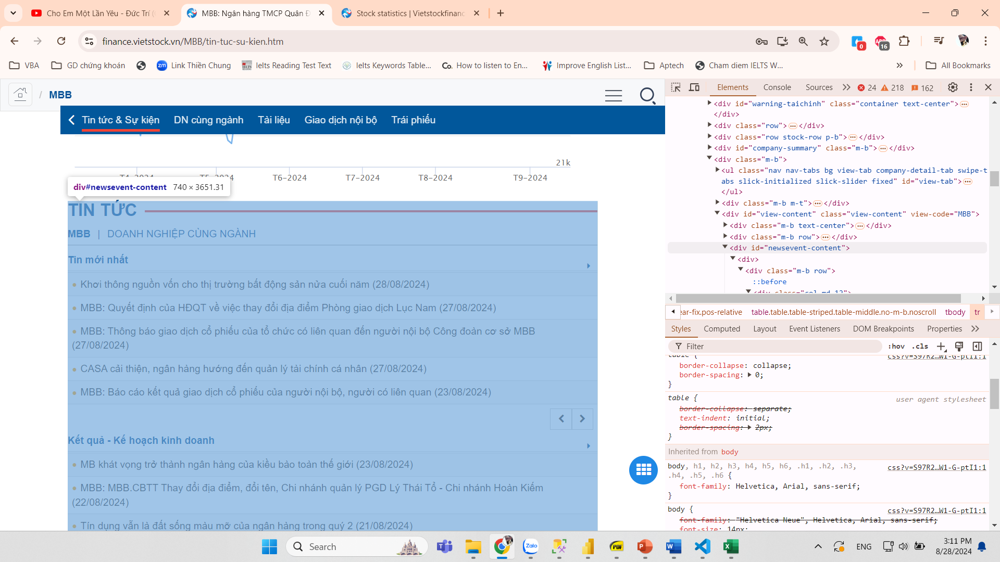 Cho Em Một Lần Yêu - Đức Trí (
MBB: Ngân hàng TMCP Quân Đ
Stock statistics | Vietstockfinanc
finance.vietstock.vn/MBB/tin-tuc-su-kien.htm
0
16
VBA
GD chứng khoán
zm
Link Thiền Chung
Ielts Reading Test Text
Ielts Keywords Table...
Co.
How to listen to En...
Improve English List...
Aptech
Cham diem IELTS W...
All Bookmarks
/ MBB
Tin tức & Sự kiện
DN cùng ngành
Tài liệu
Giao dịch nội bộ
Trái phiếu
21k
T4-2024
T5-2024
T6-2024
T7-2024
T8-2024
T9-2024
div#newsevent-content 740 × 3651.31
TIN TỨC
MBB | DOANH NGHIỆP CÙNG NGÀNH
Tin mới nhất
Khơi thông nguồn vốn cho thị trường bất động sản nửa cuối năm (28/08/2024)
MBB: Quyết định của HĐQT về việc thay đổi địa điểm Phòng giao dịch Lục Nam (27/08/2024)
MBB: Thông báo giao dịch cổ phiếu của tổ chức có liên quan đến người nội bộ Công đoàn cơ sở MBB
(27/08/2024)
CASA cải thiện, ngân hàng hướng đến quản lý tài chính cá nhân (27/08/2024)
MBB: Báo cáo kết quả giao dịch cổ phiếu của người nội bộ, người có liên quan (23/08/2024)
Kết quả - Kế hoạch kinh doanh
MB khát vọng trở thành ngân hàng của kiều bào toàn thế giới (23/08/2024)
MBB: MBB.CBTT Thay đổi địa điểm, đổi tên, Chi nhánh quản lý PGD Lý Thái Tổ - Chi nhánh Hoàn Kiếm
(22/08/2024)
Tín dụng vẫn là đất sống màu mỡ của ngân hàng trong quý 2 (21/08/2024)
Elements
Console
Sources
24
218
162
<div id="warning-taichinh" class="container text-center">
</div>
<div class="row"> </div>
<div class="row stock-row p-b"> </div>
<div id="company-summary" class="m-b"> </div>
<div class="m-b">
<ul class="nav nav-tabs bg view-tab company-detail-tab swipe-t
abs slick-initialized slick-slider fixed" id="view-tab">
</ul>
<div class="m-b m-t"> </div>
<div id="view-content" class="view-content" view-code="MBB">
<div class="m-b text-center"> </div>
<div class="m-b row"> </div>
<div id="newsevent-content">
<div>
<div class="m-b row">
::before
<div class="col-md-12">
ear-fix.pos-relative
table.table.table-striped.table-middle.no-m-b.noscroll
tbody
tr
Styles
Computed
Layout
Event Listeners
DOM Breakpoints
Properties
Filter
:hov
.cls
table {
css?v=S97R2…W1-G-ptI1:1
border-collapse: collapse;
border-spacing: 0;
}
table {
user agent stylesheet
border-collapse: separate;
text-indent: initial;
border-spacing: 2px;
}
Inherited from body
body, h1, h2, h3, h4, h5, h6, .h1, .h2, .h3,
css?v=S97R2…W1-G-ptI1:1
.h4, .h5, .h6 {
font-family: Helvetica, Arial, sans-serif;
}
body {
css?v=S97R2…W1-G-ptI1:1
font-family: "Helvetica Neue", Helvetica, Arial, sans-serif;
font-size: 14px;
Search
Zalo
PDF
ENG
3:11 PM
8/28/2024